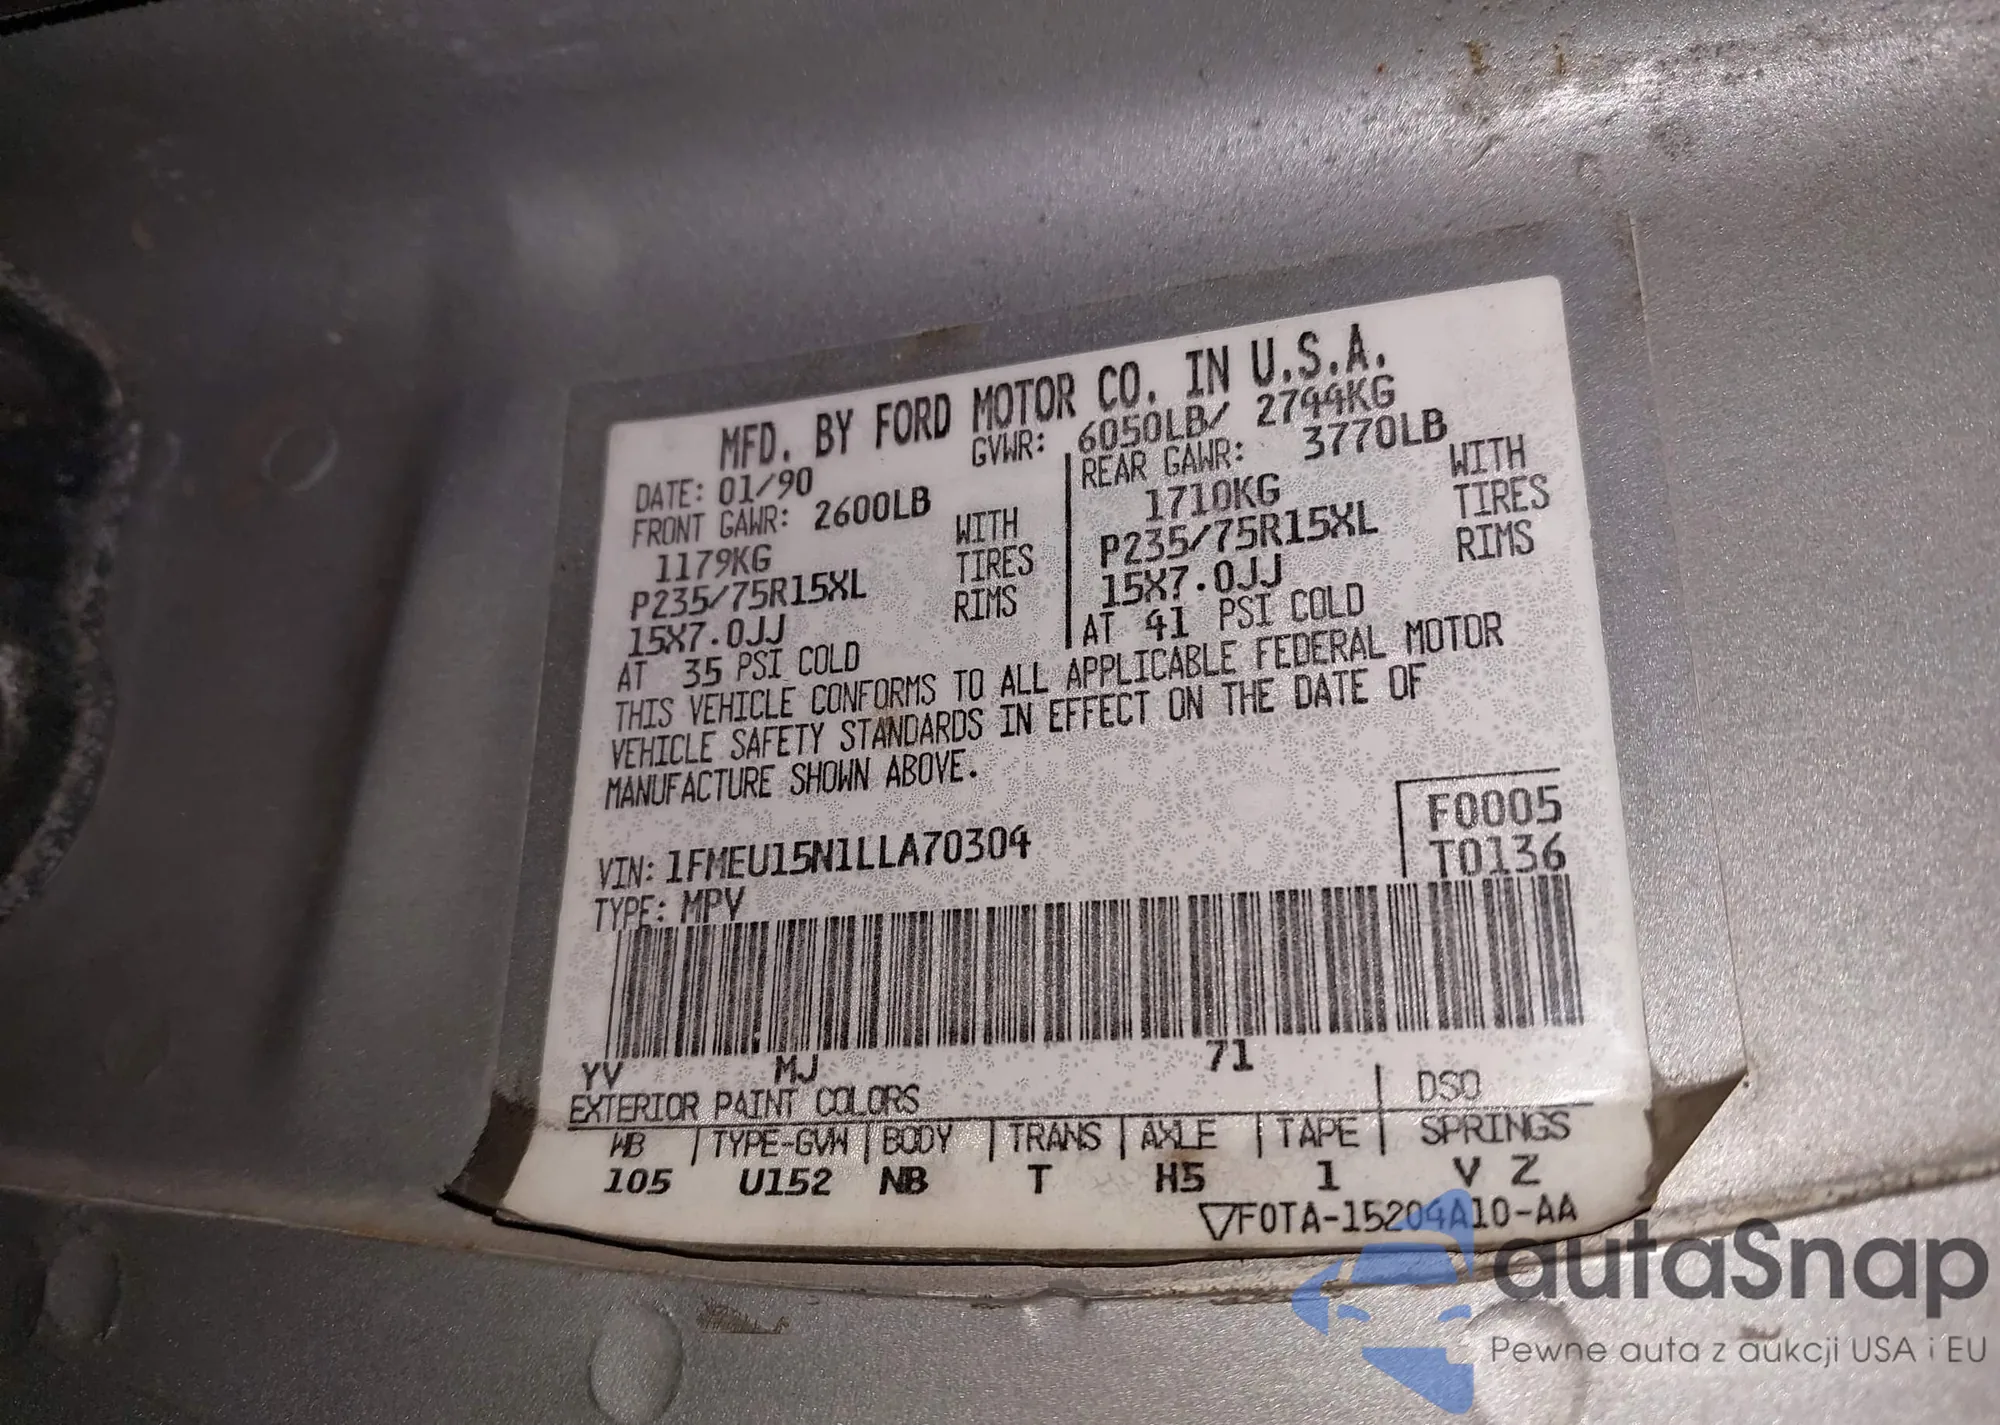 MFD. BY FORD MOTOR CO. IN U.S.A.
DATE: 01/90 GVWR: 6050LB/ 2744KG
FRONT GAWR: 2600LB
1179KG WITH
P235/75R15XL TIRES
15X7.0JJ RIMS
AT 35 PSI COLD
REAR GAWR: 3770LB
1710KG WITH
P235/75R15XL TIRES
15X7.0JJ RIMS
AT 41 PSI COLD
THIS VEHICLE CONFORMS TO ALL APPLICABLE FEDERAL MOTOR
VEHICLE SAFETY STANDARDS IN EFFECT ON THE DATE OF
MANUFACTURE SHOWN ABOVE.
F0005
VIN: 1FMEU15N1LLA70304 T0136
TYPE: MPV
YV MJ 71
EXTERIOR PAINT COLORS DSO
WB TYPE-GVW BODY TRANS AXLE TAPE SPRINGS
105 U152 NB T H5 1 V Z
▽F0TA-15204A10-AA
autaSnap
Pewne auta z aukcji USA i EU